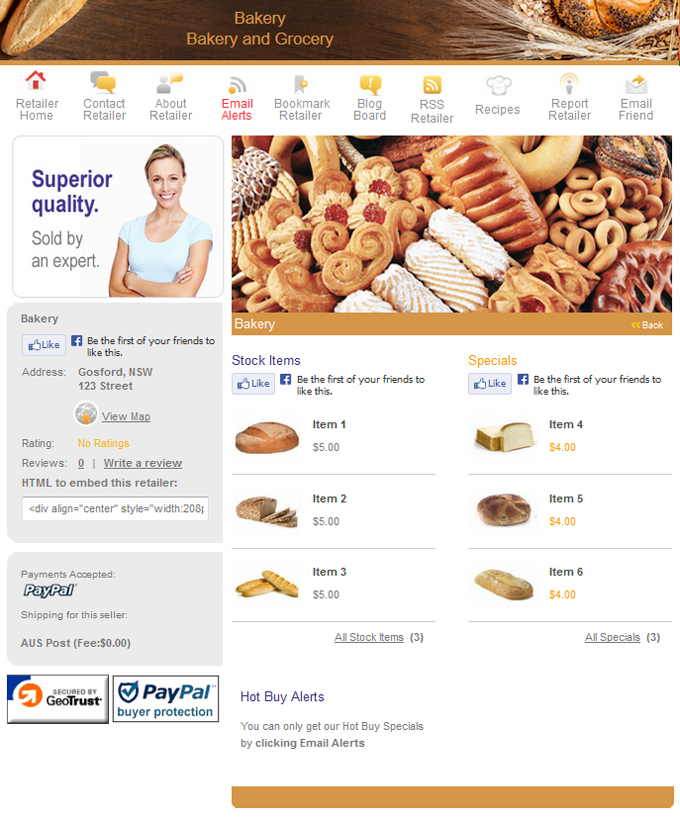 Bakery
Bakery and Grocery
Retailer Home
Contact Retailer
About Retailer
Email Alerts
Bookmark Retailer
Blog Board
RSS Retailer
Recipes
Report Retailer
Email Friend
Superior
quality.
Sold by
an expert.
Bakery
Like Be the first of your friends to
like this.
Address: Gosford, NSW
123 Street
View Map
Rating: No Ratings
Reviews: 0 | Write a review
HTML to embed this retailer:
<div align="center" style="width:208p
Payments Accepted:
PayPal
Shipping for this seller:
AUS Post (Fee:$0.00)
SECURED BY
GeoTrust
PayPal
buyer protection
Bakery
Back
Stock Items
Like Be the first of your friends to
like this.
Item 1
$5.00
Item 2
$5.00
Item 3
$5.00
All Stock Items (3)
Specials
Like Be the first of your friends to
like this.
Item 4
$4.00
Item 5
$4.00
Item 6
$4.00
All Specials (3)
Hot Buy Alerts
You can only get our Hot Buy Specials
by clicking Email Alerts